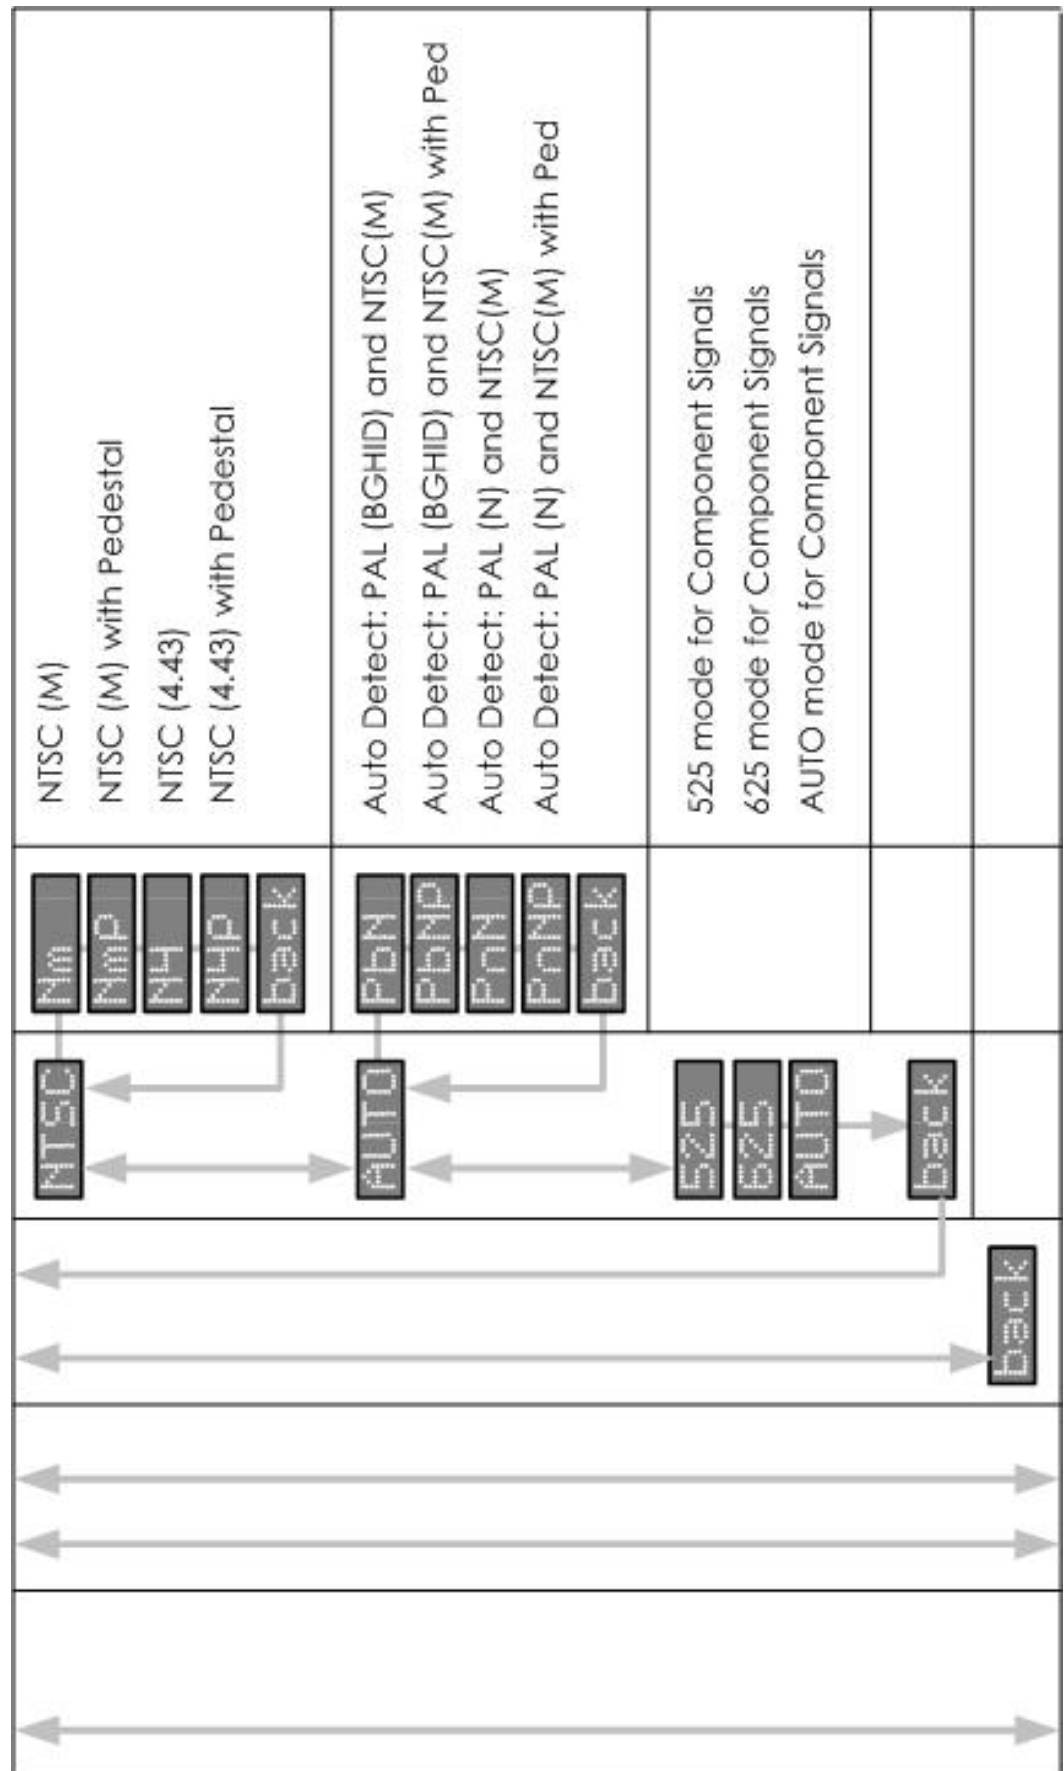 NTSC
Nm
NTSC (M)
Nmp
NTSC (M) with Pedestal
N4
NTSC (4.43)
N4p
NTSC (4.43) with Pedestal
back
AUTO
PbN
Auto Detect: PAL (BGHID) and NTSC(M)
PbNP
Auto Detect: PAL (BGHID) and NTSC(M) with Ped
PnN
Auto Detect: PAL (N) and NTSC(M)
PnNP
Auto Detect: PAL (N) and NTSC(M) with Ped
back
525
525 mode for Component Signals
625
625 mode for Component Signals
AUTO
AUTO mode for Component Signals
back
back